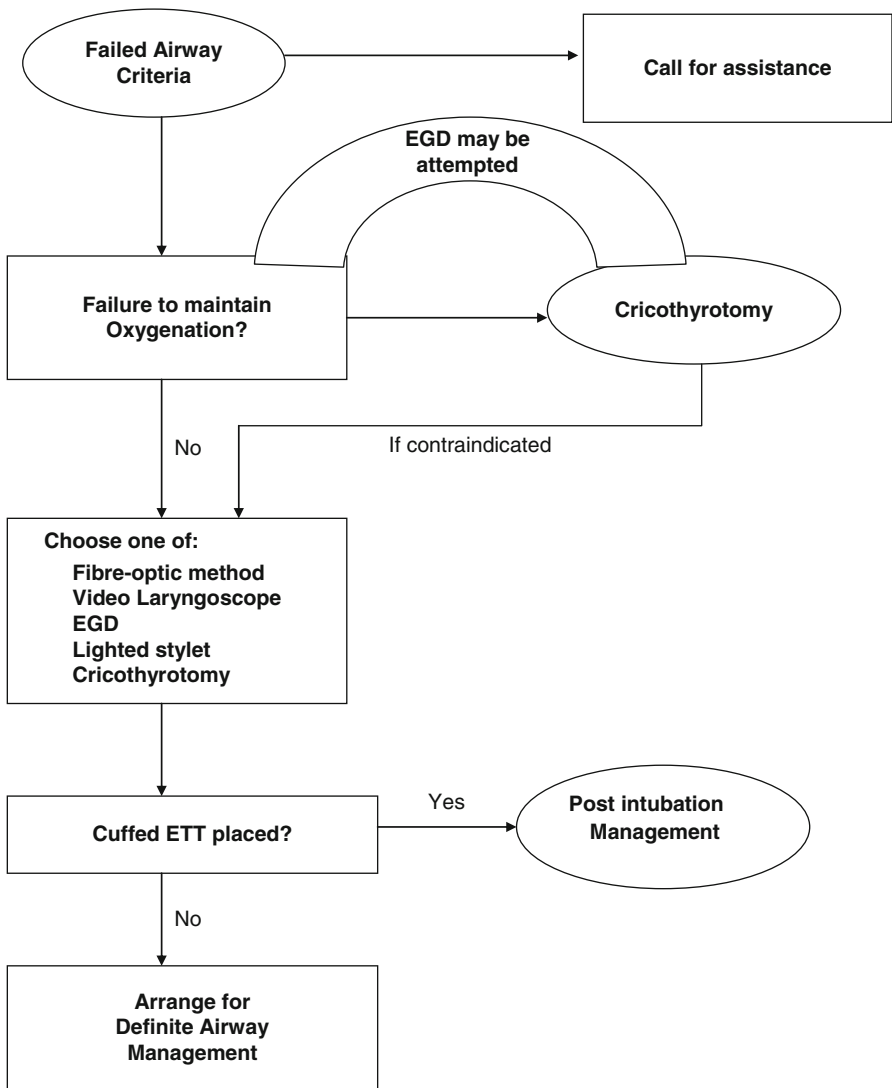 Failed Airway
Criteria
Call for assistance
EGD may be
attempted
Failure to maintain
Oxygenation?
Cricothyrotomy
No
If contraindicated
Choose one of:
Fibre-optic method
Video Laryngoscope
EGD
Lighted stylet
Cricothyrotomy
Cuffed ETT placed?
Yes
Post intubation
Management
No
Arrange for
Definite Airway
Management